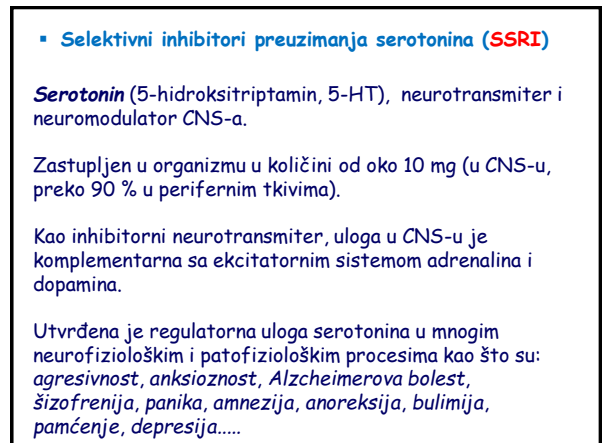 ▪ Selektivni inhibitori preuzimanja serotonina (SSRI)
Serotonin (5-hidroksitriptamin, 5-HT), neurotransmiter i
neuromodulator CNS-a.
Zastupljen u organizmu u količini od oko 10 mg (u CNS-u,
preko 90 % u perifernim tkivima).
Kao inhibitorni neurotransmiter, uloga u CNS-u je
komplementarna sa ekcitatornim sistemom adrenalina i
dopamina.
Utvrđena je regulatorna uloga serotonina u mnogim
neurofiziološkim i patofiziološkim procesima kao što su:
agresivnost, anksioznost, Alzcheimerova bolest,
šizofrenija, panika, amnezija, anoreksija, bulimija,
pamćenje, depresija.....